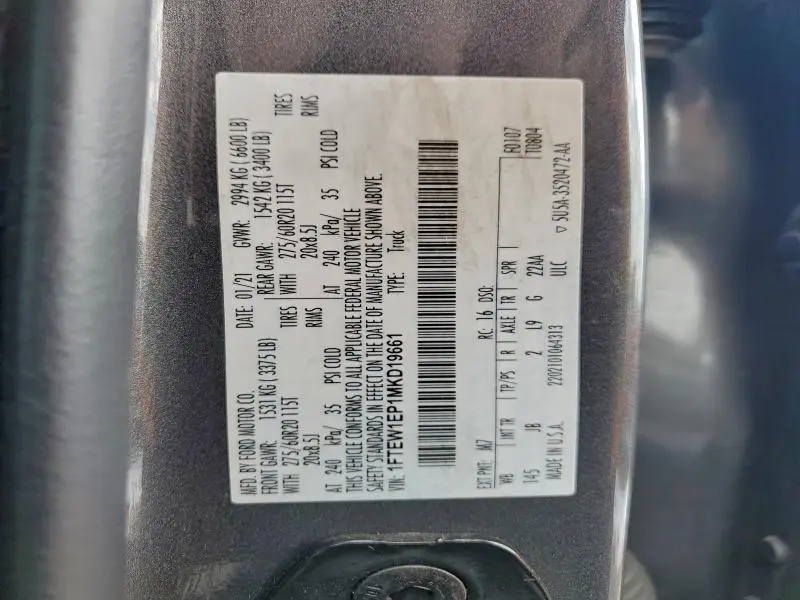 MFD. BY FORD MOTOR CO. DATE: 01/21 GVWR: 2994 KG ( 6600 LB)
FRONT GAWR: 1531 KG ( 3375 LB) REAR GAWR: 1542 KG ( 3400 LB)
WITH 275/60R20 115T TIRES WITH 275/60R20 115T TIRES
20x8.5J RIMS 20x8.5J RIMS
AT 240 kPa/ 35 PSI COLD AT 240 kPa/ 35 PSI COLD
THIS VEHICLE CONFORMS TO ALL APPLICABLE FEDERAL MOTOR VEHICLE
SAFETY STANDARDS IN EFFECT ON THE DATE OF MANUFACTURE SHOWN ABOVE.
VIN: 1FTEW1EP1MKD19661 TYPE: Truck
F0107
EXT PNT: M7 RC: 16 DSO: T0804
WB INT TR TP/PS R AXLE TR SPR
145 JB 2 L9 G 22AA
MADE IN U.S.A. 2202101064313 ULC ▽ SU5A-3520472-AA